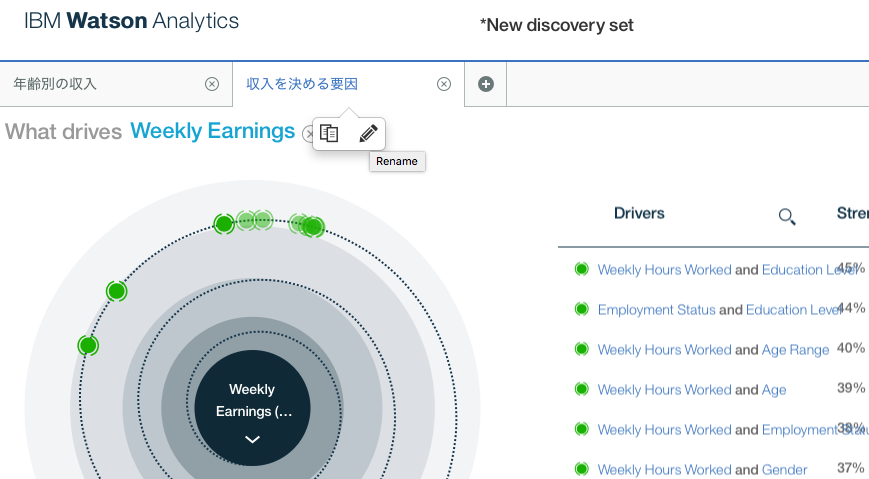 IBM Watson Analytics
*New discovery set
年齢別の収入
収入を決める要因
What drives Weekly Earnings
Rename
Drivers
Stre
Weekly Hours Worked and Education Level 45%
Employment Status and Education Level 44%
Weekly Hours Worked and Age Range 40%
Weekly Hours Worked and Age 39%
Weekly Hours Worked and Employment Statu 38%
Weekly Hours Worked and Gender 37%
Weekly
Earnings (...